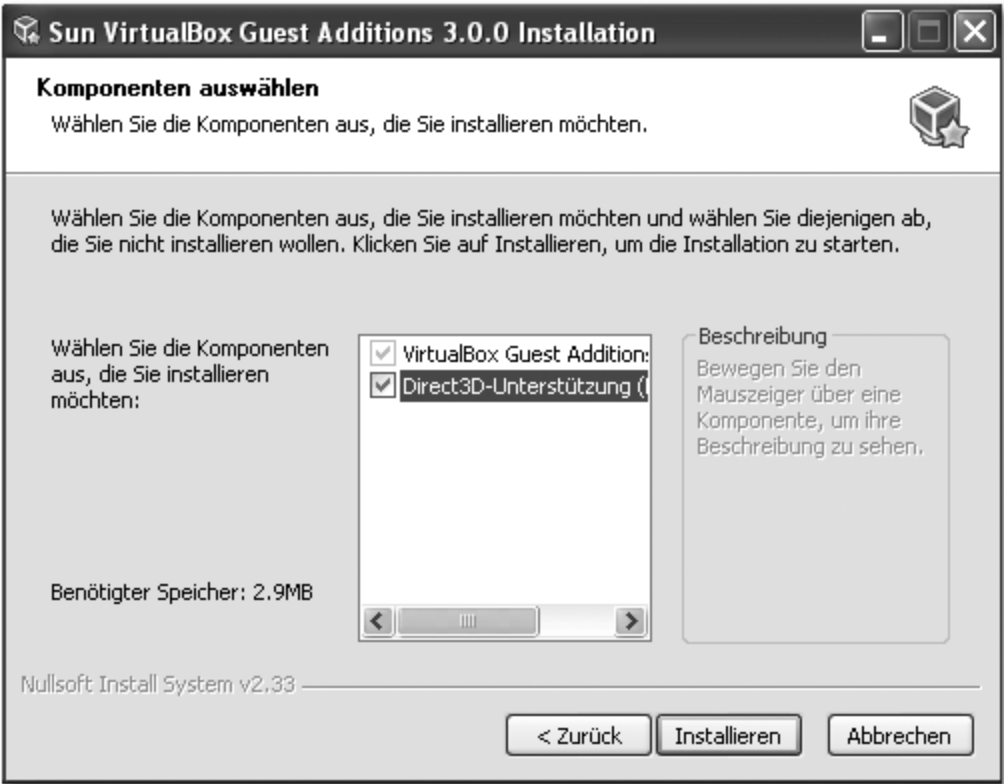 Sun VirtualBox Guest Additions 3.0.0 Installation
Komponenten auswählen
Wählen Sie die Komponenten aus, die Sie installieren möchten.
Wählen Sie die Komponenten aus, die Sie installieren möchten und wählen Sie diejenigen ab,
die Sie nicht installieren wollen. Klicken Sie auf Installieren, um die Installation zu starten.
Wählen Sie die Komponenten
aus, die Sie installieren
möchten:
VirtualBox Guest Additions
Direct3D-Unterstützung (
Beschreibung
Bewegen Sie den
Mauszeiger über eine
Komponente, um ihre
Beschreibung zu sehen.
Benötigter Speicher: 2.9MB
Nullsoft Install System v2.33
< Zurück
Installieren
Abbrechen